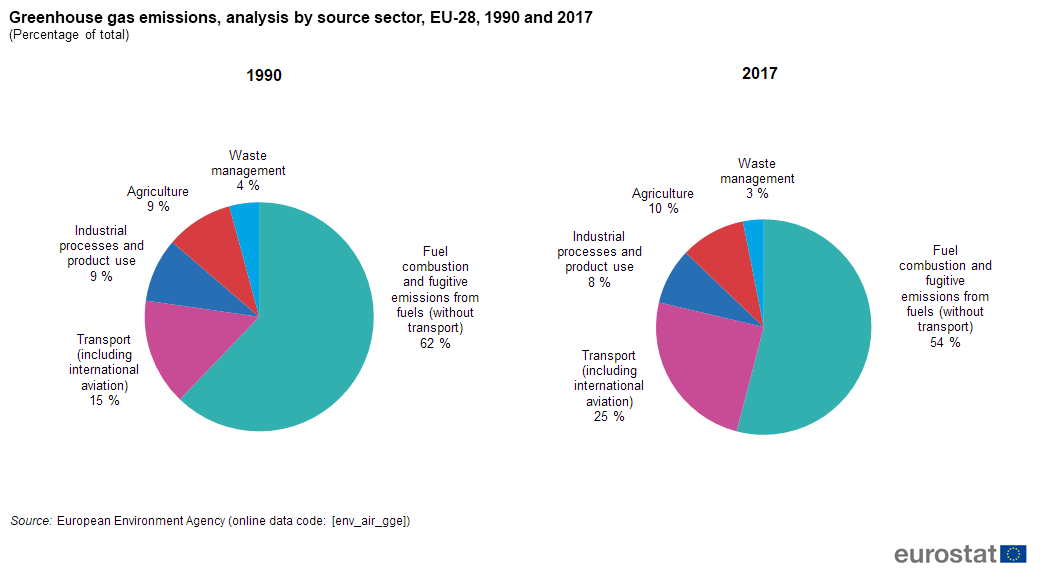 Greenhouse gas emissions, analysis by source sector, EU-28, 1990 and 2017
(Percentage of total)
1990
Waste
management
4 %
Agriculture
9 %
Industrial
processes and
product use
9 %
Fuel
combustion
and fugitive
emissions from
fuels (without
transport)
62 %
Transport
(including
international
aviation)
15 %
2017
Waste
management
3 %
Agriculture
10 %
Industrial
processes and
product use
8 %
Fuel
combustion and
fugitive
emissions from
fuels (without
transport)
54 %
Transport
(including
international
aviation)
25 %
Source: European Environment Agency (online data code: [env_air_gge])
eurostat